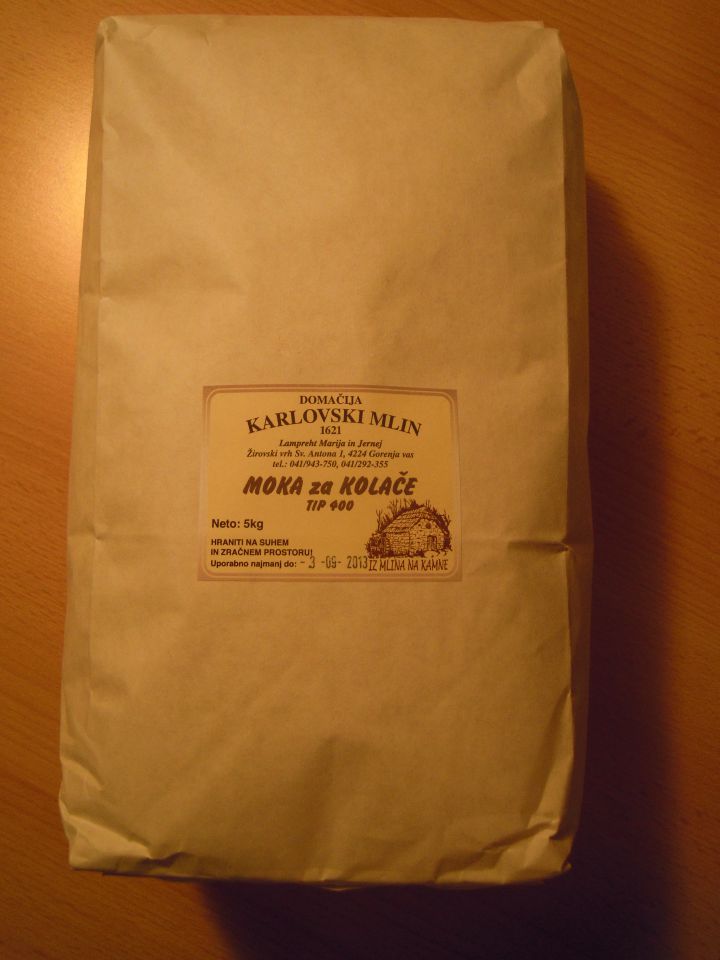 DOMAČIJA
KARLOVSKI MLIN
1621
Lampreht Marija in Jernej
Žirovski vrh Sv. Antona 1, 4224 Gorenja vas
tel.: 041/943-750, 041/292-355
MOKA za KOLAČE
TIP 400
Neto: 5kg
HRANITI NA SUHEM
IN ZRAČNEM PROSTORU!
Uporabno najmanj do: - 3 -09- 2013
IZ MLINA NA KAMNE